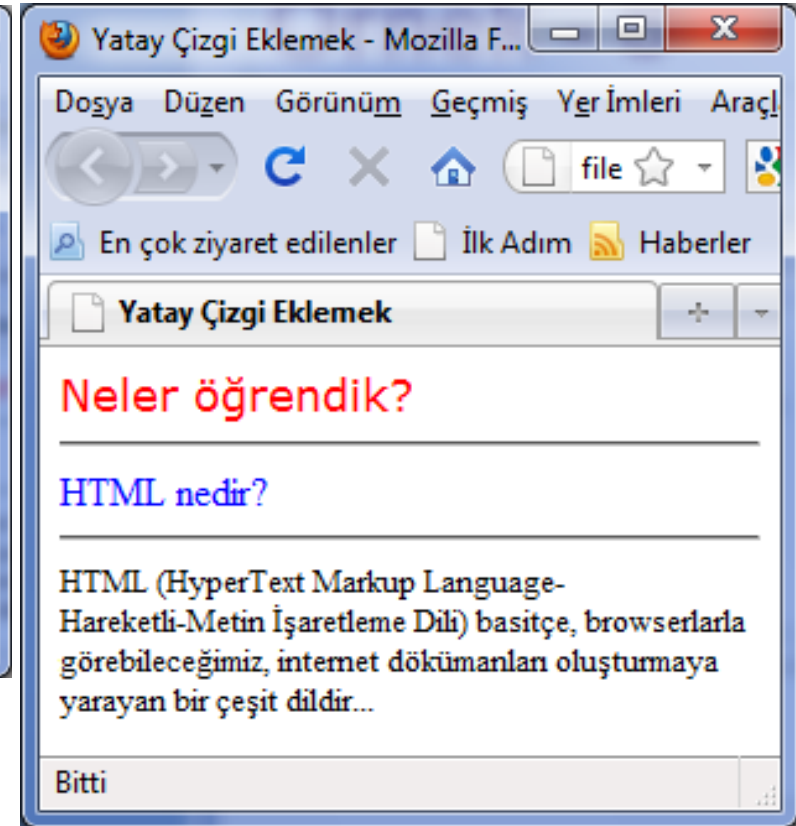 Yatay Çizgi Eklemek - Mozilla F...
Dosya Düzen Görünüm Geçmiş Yer İmleri Araçl
file
En çok ziyaret edilenler İlk Adım Haberler
Yatay Çizgi Eklemek
Neler öğrendik?
HTML nedir?
HTML (HyperText Markup Language-
Hareketli-Metin İşaretleme Dili) basitçe, browserlarla
görebileceğimiz, internet dökümanları oluşturmaya
yarayan bir çeşit dildir...
Bitti